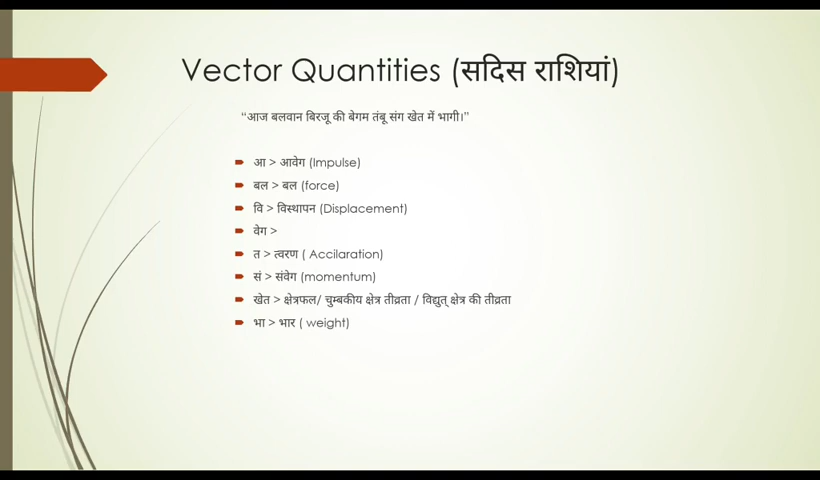 Vector Quantities (सदिस राशियां)
“आज बलवान बिरजू की बेगम तंबू संग खेत में भागी।”
आ > आवेग (Impulse)
बल > बल (force)
वि > विस्थापन (Displacement)
वेग >
त > त्वरण ( Accilaration)
सं > संवेग (momentum)
खेत > क्षेत्रफल/ चुम्बकीय क्षेत्र तीव्रता / विद्युत् क्षेत्र की तीव्रता
भा > भार ( weight)